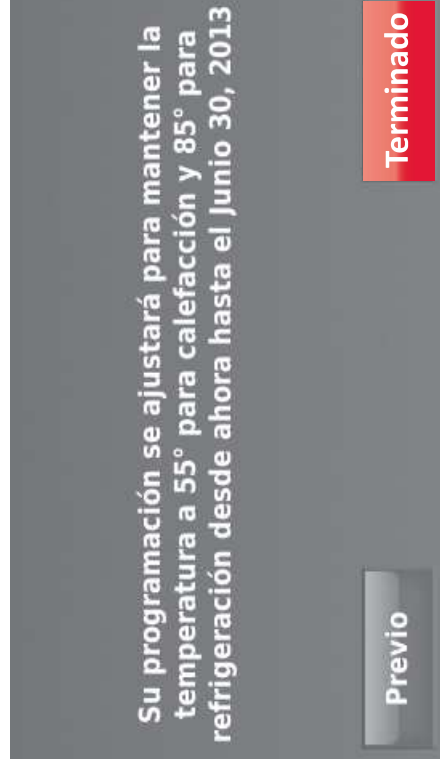 Su programación se ajustará para mantener la
temperatura a 55° para calefacción y 85° para
refrigeración desde ahora hasta el Junio 30, 2013
Previo
Terminado